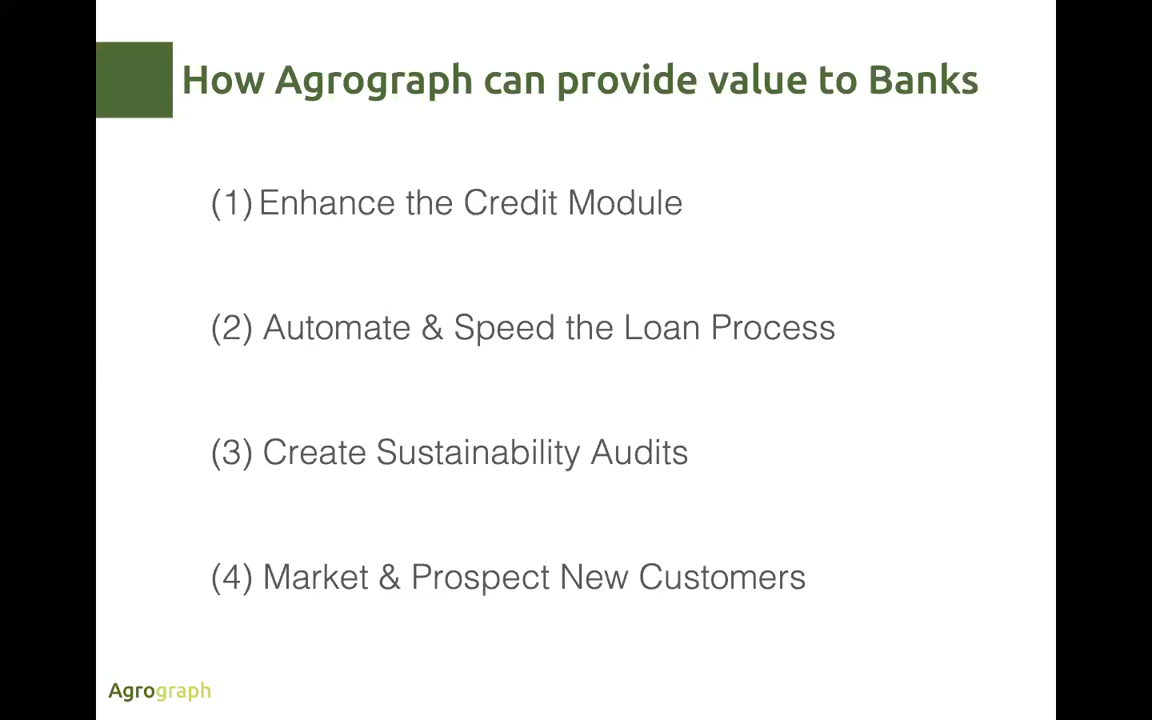 How Agrograph can provide value to Banks
(1) Enhance the Credit Module
(2) Automate & Speed the Loan Process
(3) Create Sustainability Audits
(4) Market & Prospect New Customers
Agrograph